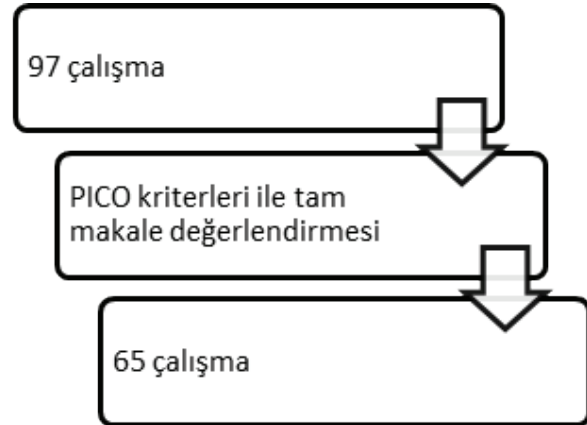 97 çalışma
PICO kriterleri ile tam
makale değerlendirmesi
65 çalışma